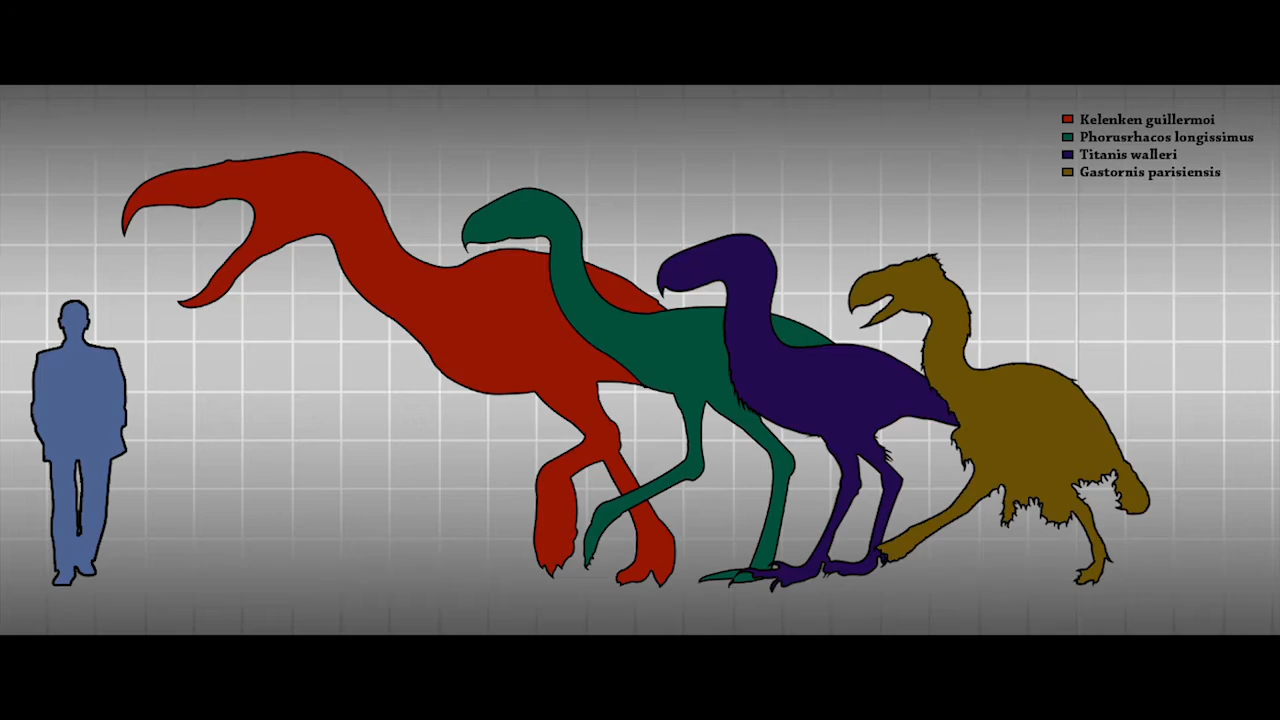 Kelenken guillermoi
Phorusrhacos longissimus
Titanis walleri
Gastornis parisiensis